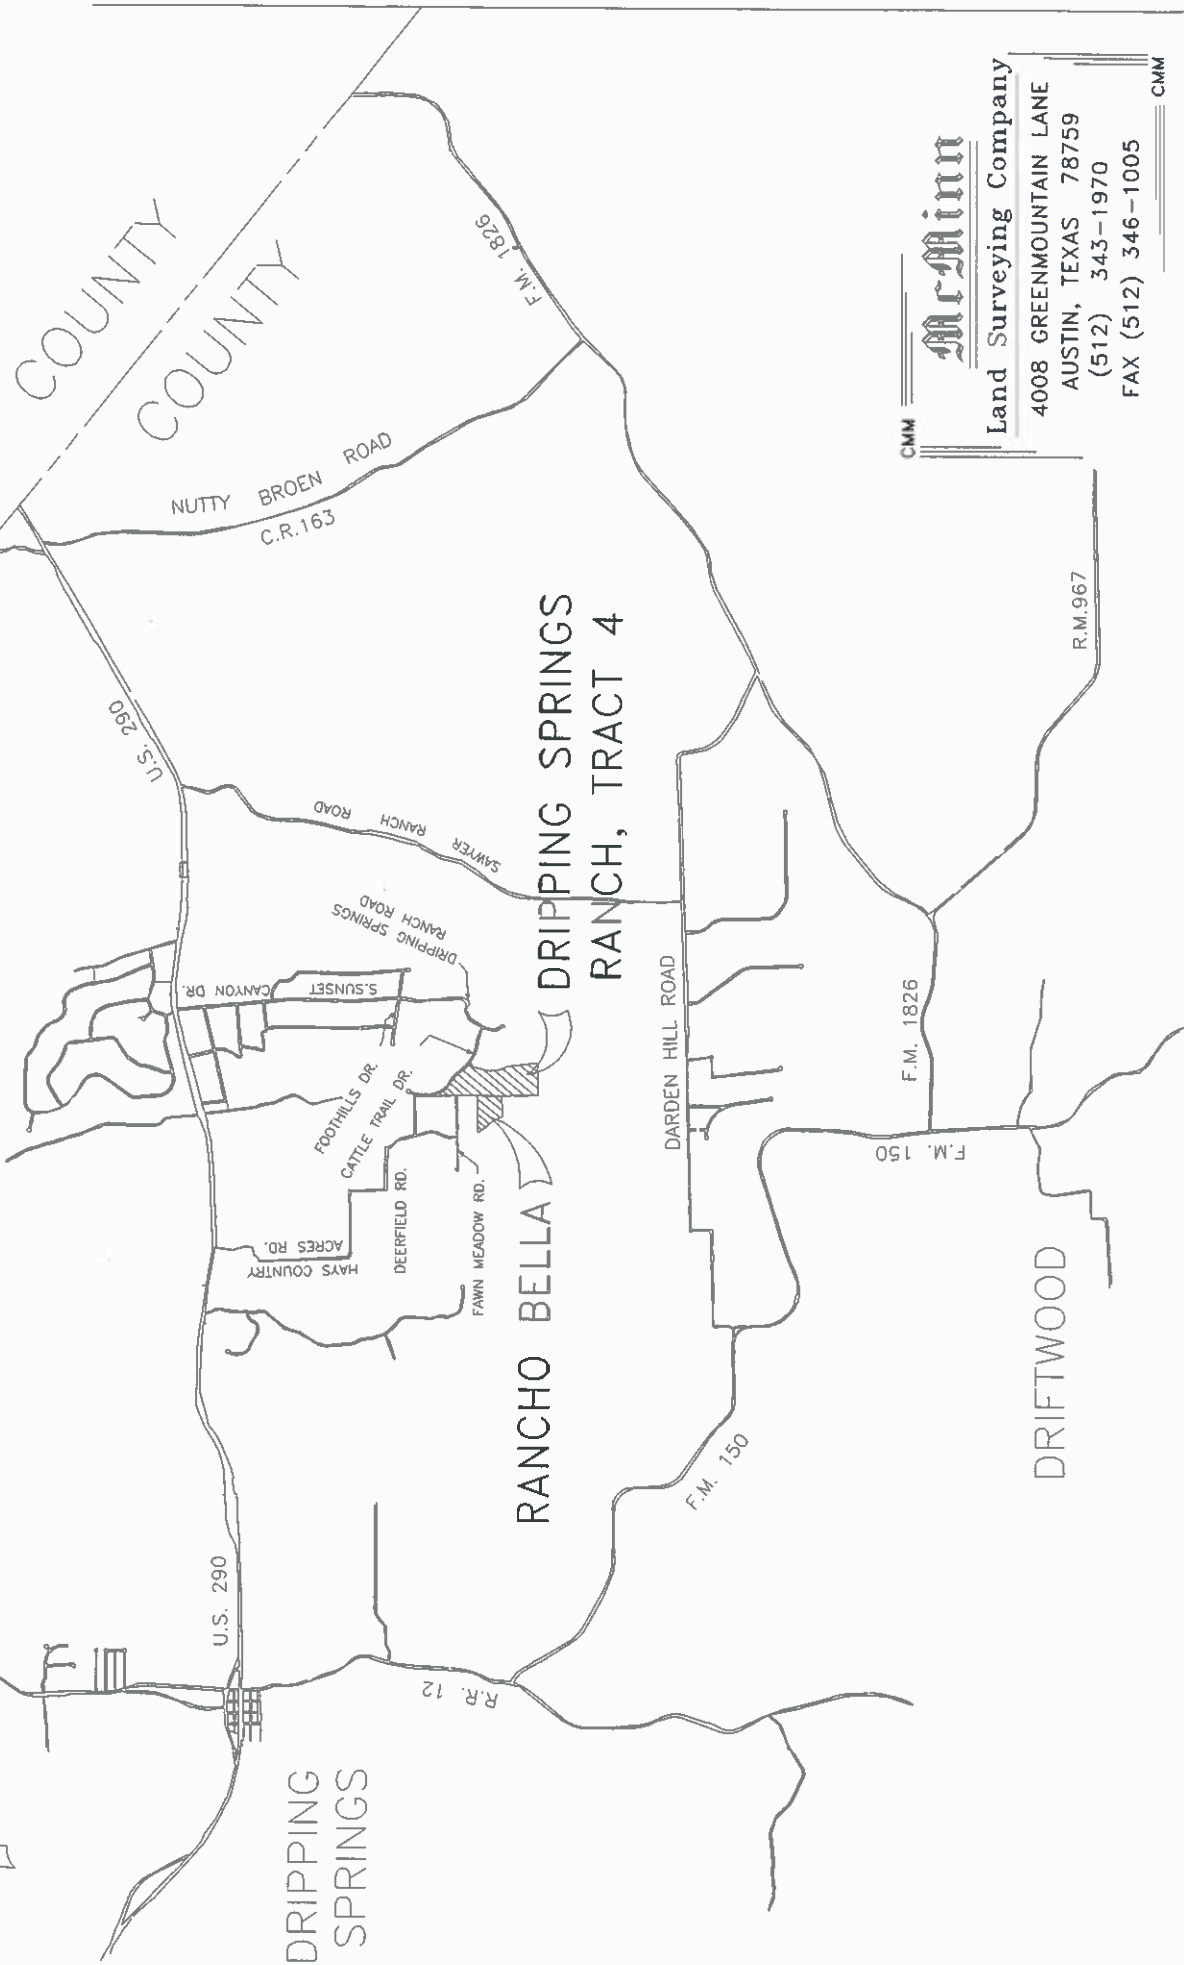 COUNTY
COUNTY
F.M. 1826
NUTTY BROEN ROAD
C.R.163
U.S. 290
SAWYER RANCH ROAD
DRIPPING SPRINGS
RANCH ROAD
S.SUNSET
CANYON DR.
FOOTHILLS DR.
CATTLE TRAIL DR.
DEERFIELD RD.
FAWN MEADOW RD.
HAYS COUNTRY
ACRES RD.
DRIPPING SPRINGS
RANCH, TRACT 4
RANCHO BELLA
DARDEN HILL ROAD
R.M.967
F.M. 1826
F.M. 150
F.M. 150
DRIFTWOOD
U.S. 290
R.R. 12
DRIPPING
SPRINGS
CMM
McMinn
Land Surveying Company
4008 GREENMOUNTAIN LANE
AUSTIN, TEXAS 78759
(512) 343-1970
FAX (512) 346-1005
CMM